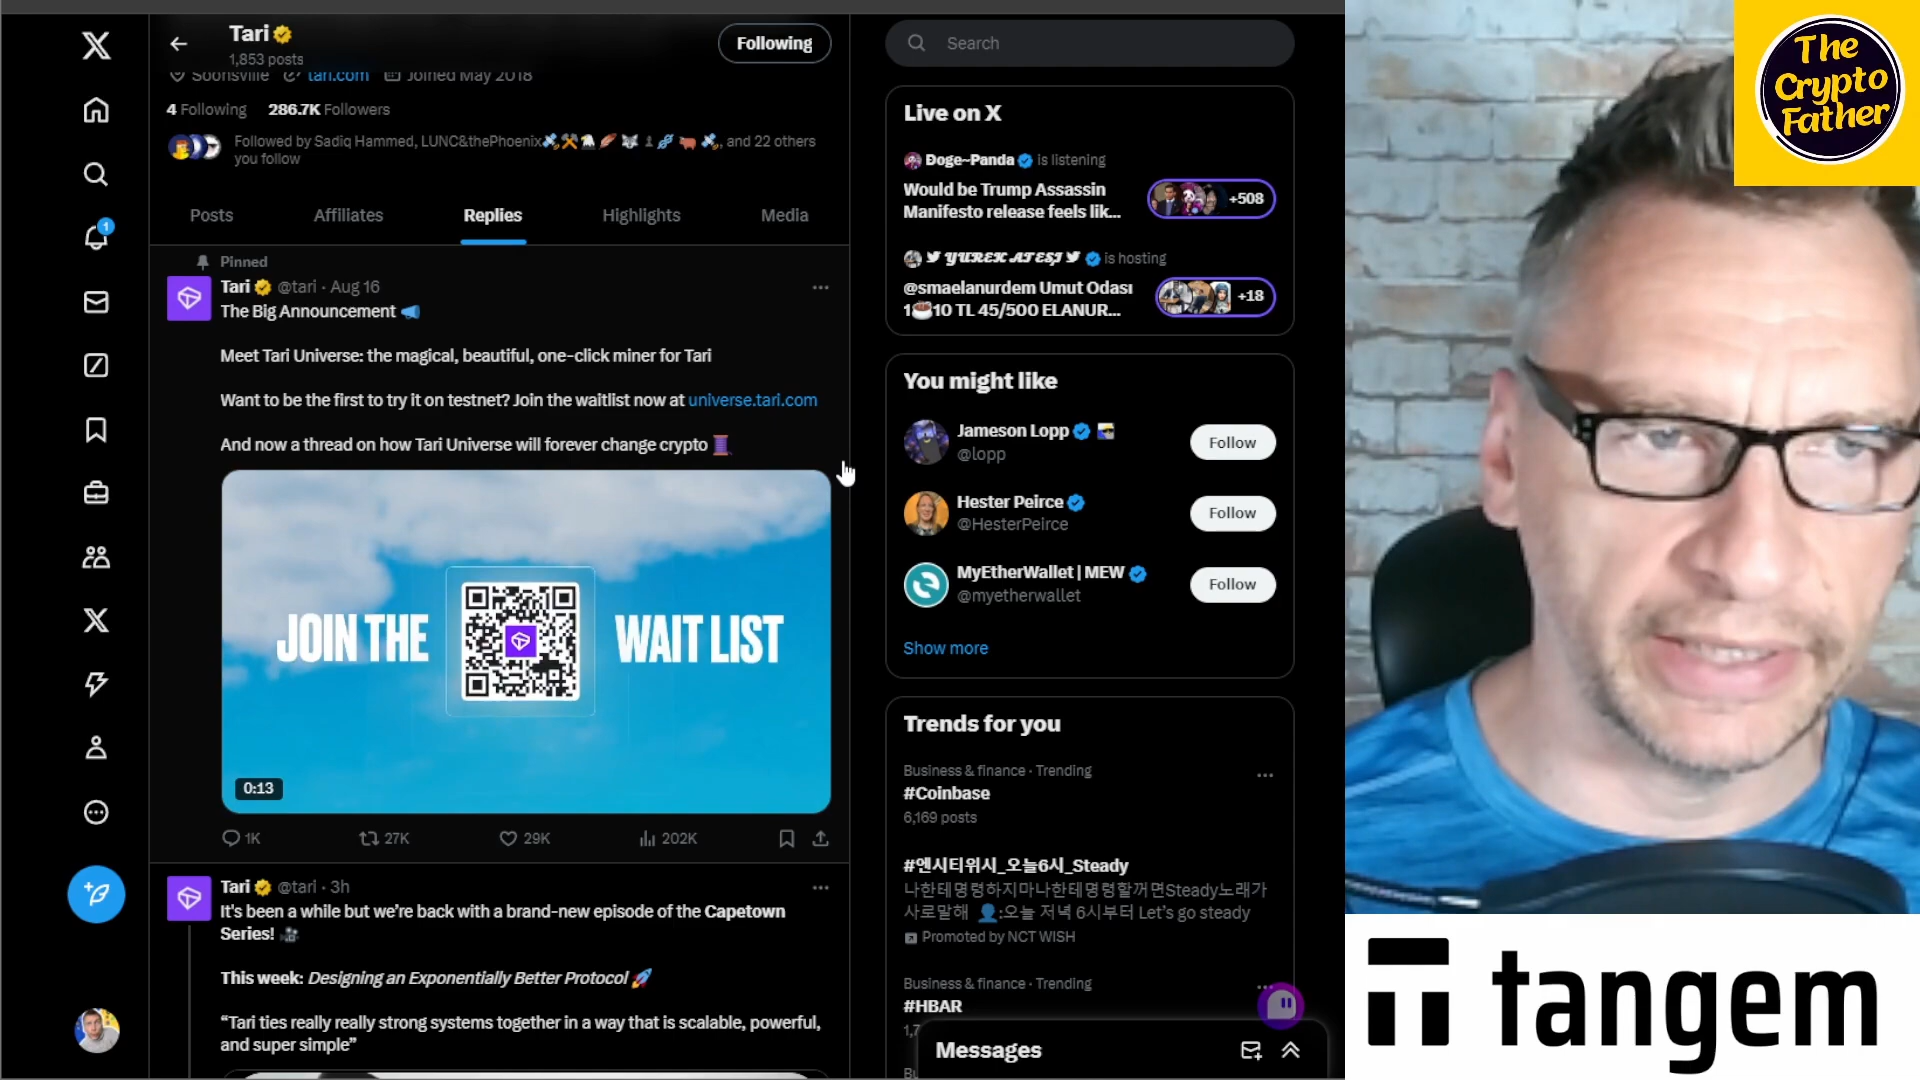 Tari
1,853 posts
Following
Soonsville tari.com Joined May 2018
4 Following 286.7K Followers
Followed by Sadiq Hammed, LUNC&thePhoenix🛰️⚒️🦅🪶🐺♟️🔗🐂🛰️, and 22 others
you follow
Posts Affiliates Replies Highlights Media
Pinned
Tari @tari · Aug 16
The Big Announcement 📣
Meet Tari Universe: the magical, beautiful, one-click miner for Tari
Want to be the first to try it on testnet? Join the waitlist now at universe.tari.com
And now a thread on how Tari Universe will forever change crypto 🧵
JOIN THE WAIT LIST
0:13
1K 27K 29K 202K
Tari @tari · 3h
It's been a while but we're back with a brand-new episode of the Capetown
Series! 🎥
This week: Designing an Exponentially Better Protocol 🚀
“Tari ties really really strong systems together in a way that is scalable, powerful,
and super simple”
1
Search
Live on X
Ðoge~Panda is listening
Would be Trump Assassin
Manifesto release feels lik...
+508
𝖄𝖀𝕽𝕰𝕶 𝕬𝕿𝕰𝕾̧𝕴 is hosting
@smaelanurdem Umut Odası
1☕10 TL 45/500 ELANUR...
+18
You might like
Jameson Lopp
@lopp
Follow
Hester Peirce
@HesterPeirce
Follow
MyEtherWallet | MEW
@myetherwallet
Follow
Show more
Trends for you
Business & finance · Trending
#Coinbase
6,169 posts
#엔시티위시_오늘6시_Steady
나한테명령하지마나한테명령할꺼면Steady노래가
사로말해 👤:오늘 저녁 6시부터 Let's go steady
Promoted by NCT WISH
Business & finance · Trending
#HBAR
Messages
The
Crypto
Father
tangem